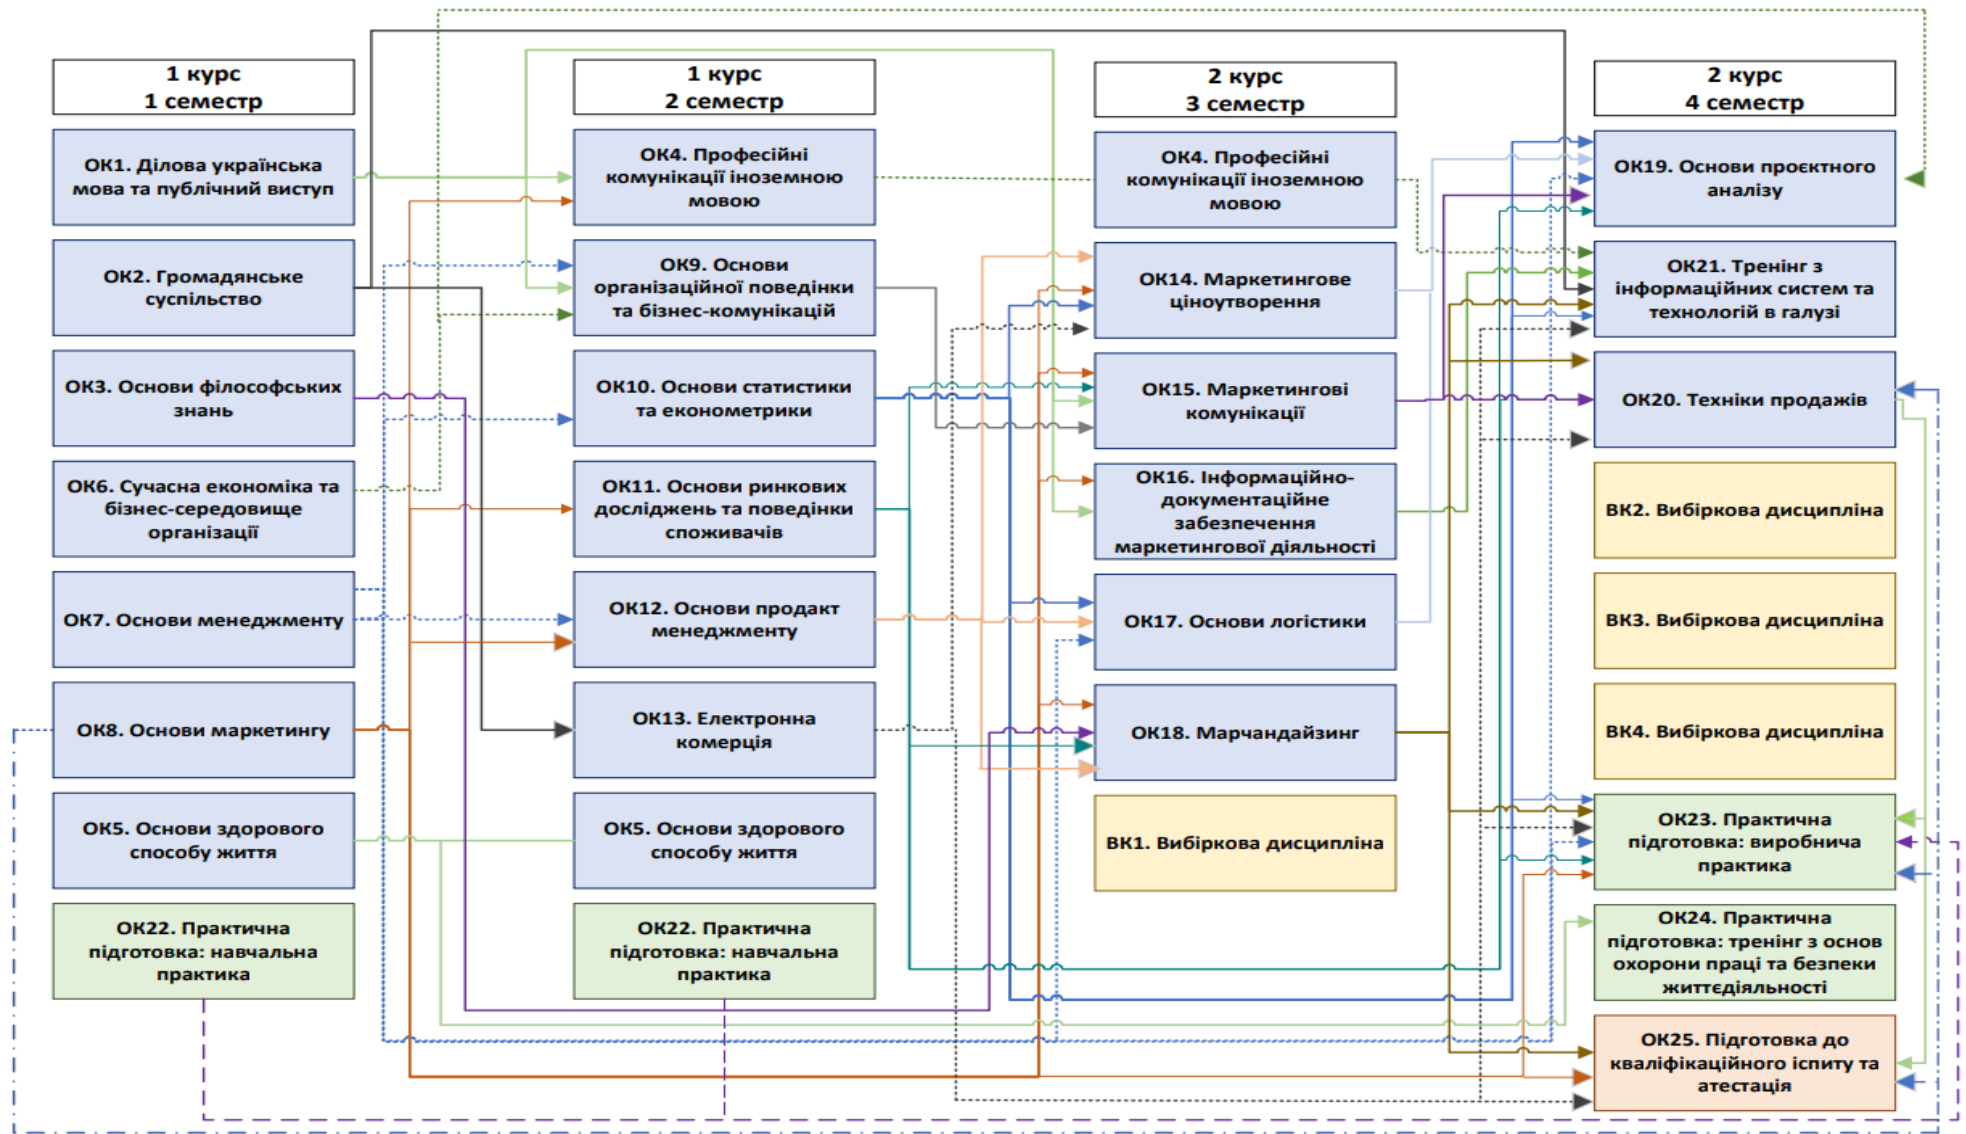 1 курс
1 семестр
ОК1. Ділова українська
мова та публічний виступ
ОК2. Громадянське
суспільство
ОК3. Основи філософських
знань
ОК6. Сучасна економіка та
бізнес-середовище
організації
ОК7. Основи менеджменту
ОК8. Основи маркетингу
ОК5. Основи здорового
способу життя
ОК22. Практична
підготовка: навчальна
практика
1 курс
2 семестр
ОК4. Професійні
комунікації іноземною
мовою
ОК9. Основи
організаційної поведінки
та бізнес-комунікацій
ОК10. Основи статистики
та економетрики
ОК11. Основи ринкових
досліджень та поведінки
споживачів
ОК12. Основи продакт
менеджменту
ОК13. Електронна
комерція
ОК5. Основи здорового
способу життя
ОК22. Практична
підготовка: навчальна
практика
2 курс
3 семестр
ОК4. Професійні
комунікації іноземною
мовою
ОК14. Маркетингове
ціноутворення
ОК15. Маркетингові
комунікації
ОК16. Інформаційно-
документаційне
забезпечення
маркетингової діяльності
ОК17. Основи логістики
ОК18. Марчандайзинг
ВК1. Вибіркова дисципліна
2 курс
4 семестр
ОК19. Основи проєктного
аналізу
ОК21. Тренінг з
інформаційних систем та
технологій в галузі
ОК20. Техніки продажів
ВК2. Вибіркова дисципліна
ВК3. Вибіркова дисципліна
ВК4. Вибіркова дисципліна
ОК23. Практична
підготовка: виробнича
практика
ОК24. Практична
підготовка: тренінг з основ
охорони праці та безпеки
життєдіяльності
ОК25. Підготовка до
кваліфікаційного іспиту та
атестація